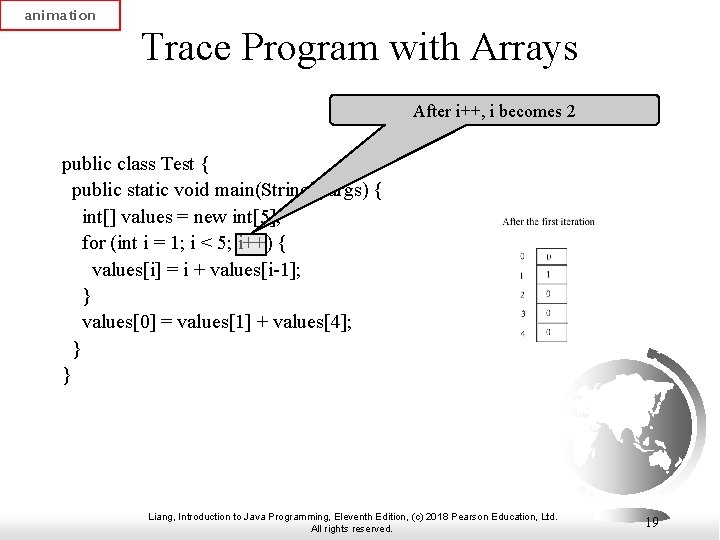 animation
Trace Program with Arrays
After i++, i becomes 2
public class Test {
public static void main(String args) {
int[] values = new int[5];
for (int i = 1; i < 5; i++) {
values[i] = i + values[i-1];
}
values[0] = values[1] + values[4];
}
}
After the first iteration
0 0
1 1
2 0
3 0
4 0
Liang, Introduction to Java Programming, Eleventh Edition, (c) 2018 Pearson Education, Ltd.
All rights reserved.
19